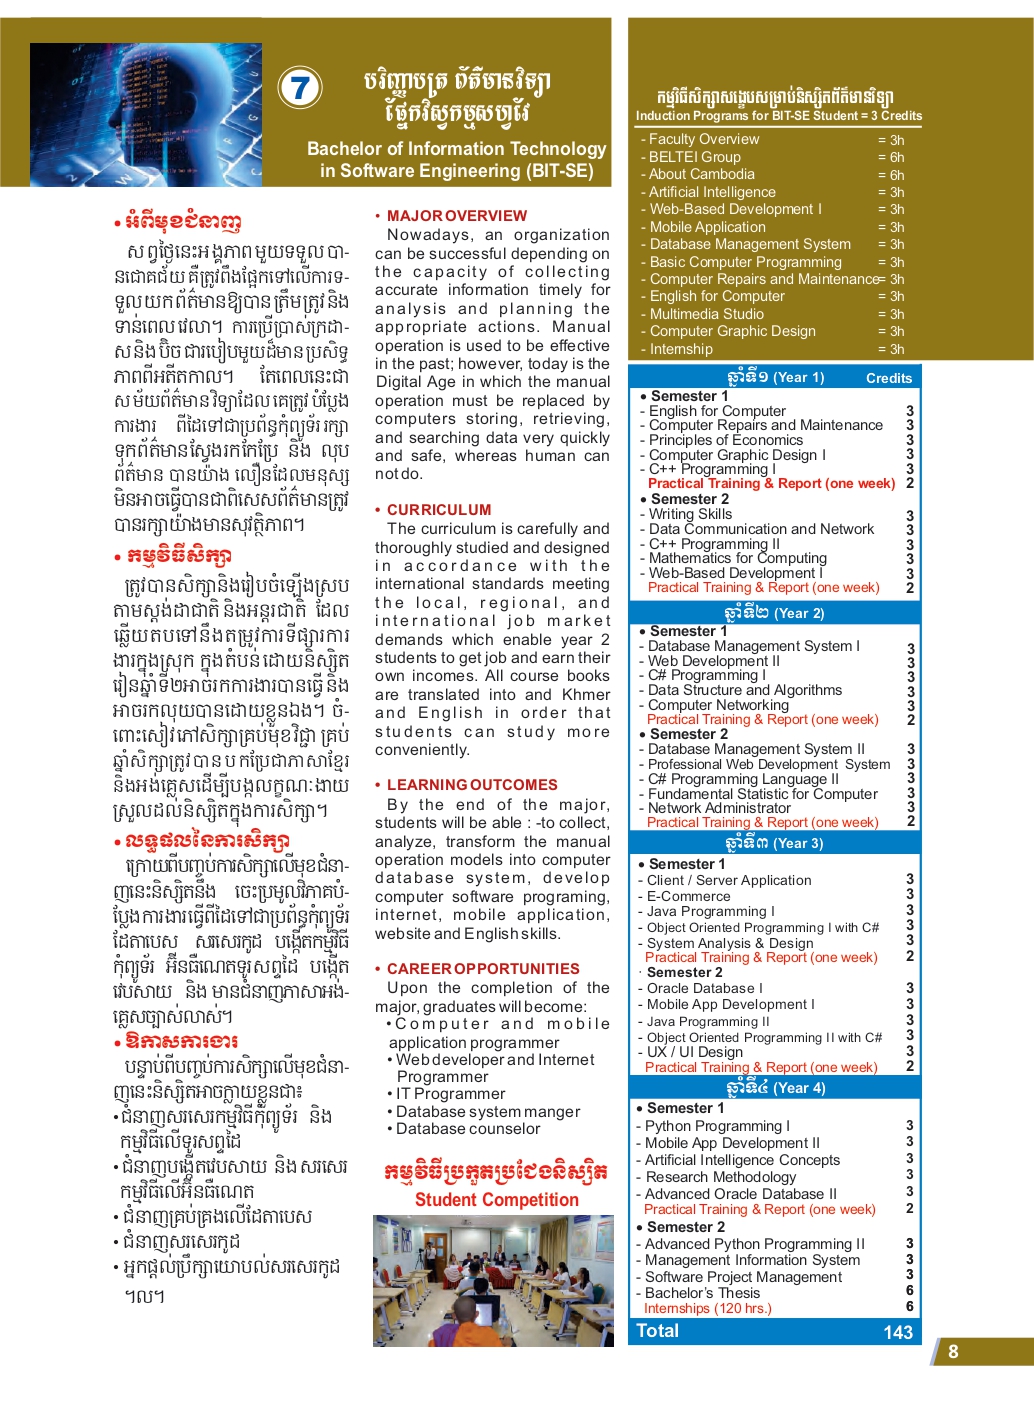 7
បរិញ្ញាបត្រ ព័ត៌មានវិទ្យា
ផ្នែកវិស្វកម្មសហ្វវែ
Bachelor of Information Technology
in Software Engineering (BIT-SE)
• អំពីមុខជំនាញ
សព្វថ្ងៃនេះអង្គភាពមួយទទួលបា-
នជោគជ័យ គឺត្រូវពឹងផ្អែកទៅលើការទ-
ទួលយកព័ត៌មានឱ្យបានត្រឹមត្រូវនិង
ទាន់ពេលវេលា។ ការប្រើប្រាស់ក្រដា-
សនិងប៊ិចជារបៀបមួយដ៏មានប្រសិទ្ធ
ភាពពីអតីតកាល។ តែពេលនេះជា
សម័យព័ត៌មានវិទ្យាដែលគេត្រូវបំប្លែង
ការងារ ពីដៃទៅជាប្រព័ន្ធកុំព្យូទ័ររក្សា
ទុកព័ត៌មានស្វែងរកកែប្រែ និង លុប
ព័ត៌មាន បានយ៉ាង លឿនដែលមនុស្ស
មិនអាចធ្វើបានជាពិសេសព័ត៌មានត្រូវ
បានរក្សាយ៉ាងមានសុវត្ថិភាព។
• កម្មវិធីសិក្សា
ត្រូវបានសិក្សានិងរៀបចំឡើងស្រប
តាមស្តង់ដាជាតិ និងអន្តរជាតិ ដែល
ឆ្លើយតបទៅនឹងតម្រូវការទីផ្សារការ
ងារក្នុងស្រុក ក្នុងតំបន់ដោយនិស្សិត
រៀនឆ្នាំទី២អាចរកការងារបានធ្វើនិង
អាចរកលុយបានដោយខ្លួនឯង។ ចំ-
ពោះសៀវភៅសិក្សាគ្រប់មុខវិជ្ជា គ្រប់
ឆ្នាំសិក្សាត្រូវបានបកប្រែជាភាសាខ្មែរ
និងអង់គ្លេសដើម្បីបង្កលក្ខណៈងាយ
ស្រួលដល់និស្សិតក្នុងការសិក្សា។
• លទ្ធផលនៃការសិក្សា
ក្រោយពីបញ្ចប់ការសិក្សាលើមុខជំនា-
ញនេះនិស្សិតនឹង ចេះប្រមូលវិភាគបំ-
ប្លែងការងារធ្វើពីដៃទៅជាប្រព័ន្ធកុំព្យូទ័រ
ដែតាបេស សរសេរកូដ បង្កើតកម្មវិធី
កុំព្យូទ័រ អ៊ីនធឺណេតទូរសព្ទដៃ បង្កើត
វេបសាយ និង មានជំនាញភាសាអង់-
គ្លេសច្បាស់លាស់។
• ឱកាសការងារ
បន្ទាប់ពីបញ្ចប់ការសិក្សាលើមុខជំនា-
ញនេះនិស្សិតអាចក្លាយខ្លួនជា៖
• ជំនាញសរសេរកម្មវិធីកុំព្យូទ័រ និង
កម្មវិធីលើទូរសព្ទដៃ
• ជំនាញបង្កើតវេបសាយ និងសរសេរ
កម្មវិធីលើអ៊ីនធឺណេត
• ជំនាញគ្រប់គ្រងលើដែតាបេស
• ជំនាញសរសេរកូដ
• អ្នកផ្តល់ប្រឹក្សាយោបល់សរសេរកូដ
។ល។
• MAJOR OVERVIEW
Nowadays, an organization
can be successful depending on
the capacity of collecting
accurate information timely for
analysis and planning the
appropriate actions. Manual
operation is used to be effective
in the past; however, today is the
Digital Age in which the manual
operation must be replaced by
computers storing, retrieving,
and searching data very quickly
and safe, whereas human can
not do.
• CURRICULUM
The curriculum is carefully and
thoroughly studied and designed
in accordance with the
international standards meeting
the local, regional, and
international job market
demands which enable year 2
students to get job and earn their
own incomes. All course books
are translated into and Khmer
and English in order that
students can study more
conveniently.
• LEARNING OUTCOMES
By the end of the major,
students will be able : -to collect,
analyze, transform the manual
operation models into computer
database system, develop
computer software programing,
internet, mobile application,
website and English skills.
• CAREER OPPORTUNITIES
Upon the completion of the
major, graduates will become:
• Computer and mobile
application programmer
• Web developer and Internet
Programmer
• IT Programmer
• Database system manger
• Database counselor
កម្មវិធីប្រកួតប្រជែងនិស្សិត
Student Competition
កម្មវិធីសិក្សាសង្ខេបសម្រាប់និស្សិតព័ត៌មានវិទ្យា
Induction Programs for BIT-SE Student = 3 Credits
- Faculty Overview = 3h
- BELTEI Group = 6h
- About Cambodia = 6h
- Artificial Intelligence = 3h
- Web-Based Development I = 3h
- Mobile Application = 3h
- Database Management System = 3h
- Basic Computer Programming = 3h
- Computer Repairs and Maintenance = 3h
- English for Computer = 3h
- Multimedia Studio = 3h
- Computer Graphic Design = 3h
- Internship = 3h
ឆ្នាំទី១ (Year 1) Credits
• Semester 1
- English for Computer 3
- Computer Repairs and Maintenance 3
- Principles of Economics 3
- Computer Graphic Design I 3
- C++ Programming I 3
Practical Training & Report (one week) 2
• Semester 2
- Writing Skills 3
- Data Communication and Network 3
- C++ Programming II 3
- Mathematics for Computing 3
- Web-Based Development I 3
Practical Training & Report (one week) 2
ឆ្នាំទី២ (Year 2)
• Semester 1
- Database Management System I 3
- Web Development II 3
- C# Programming I 3
- Data Structure and Algorithms 3
- Computer Networking 3
Practical Training & Report (one week) 2
• Semester 2
- Database Management System II 3
- Professional Web Development System 3
- C# Programming Language II 3
- Fundamental Statistic for Computer 3
- Network Administrator 3
Practical Training & Report (one week) 2
ឆ្នាំទី៣ (Year 3)
• Semester 1
- Client / Server Application 3
- E-Commerce 3
- Java Programming I 3
- Object Oriented Programming I with C# 3
- System Analysis & Design 3
Practical Training & Report (one week) 2
· Semester 2
- Oracle Database I 3
- Mobile App Development I 3
- Java Programming II 3
- Object Oriented Programming II with C# 3
- UX / UI Design 3
Practical Training & Report (one week) 2
ឆ្នាំទី៤ (Year 4)
• Semester 1
- Python Programming I 3
- Mobile App Development II 3
- Artificial Intelligence Concepts 3
- Research Methodology 3
- Advanced Oracle Database II 3
Practical Training & Report (one week) 2
• Semester 2
- Advanced Python Programming II 3
- Management Information System 3
- Software Project Management 3
- Bachelor's Thesis 6
Internships (120 hrs.) 6
Total 143
8